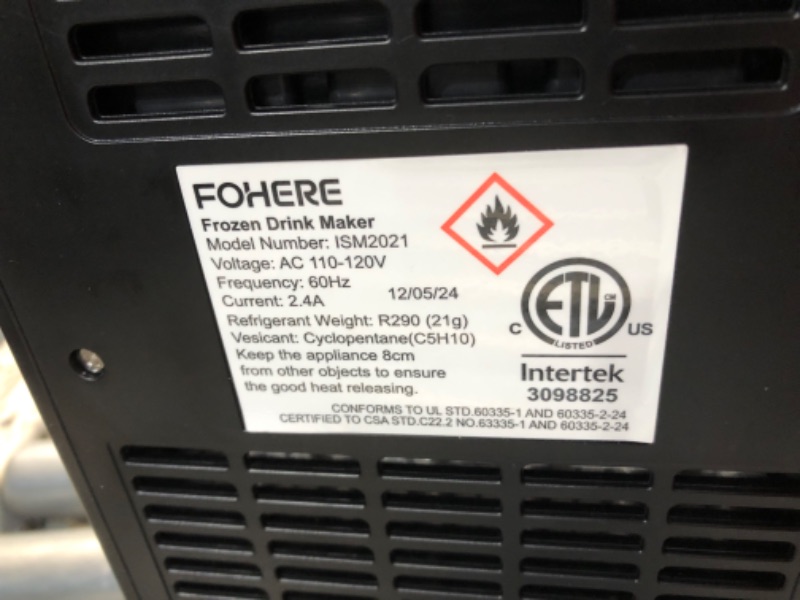 FOHERE
Frozen Drink Maker
Model Number: ISM2021
Voltage: AC 110-120V
Frequency: 60Hz
Current: 2.4A
12/05/24
Refrigerant Weight: R290 (21g)
Vesicant: Cyclopentane(C5H10)
Keep the appliance 8cm
from other objects to ensure
the good heat releasing.
ETL CM
LISTED
C US
Intertek
3098825
CONFORMS TO UL STD.60335-1 AND 60335-2-24
CERTIFIED TO CSA STD.C22.2 NO.63335-1 AND 60335-2-24